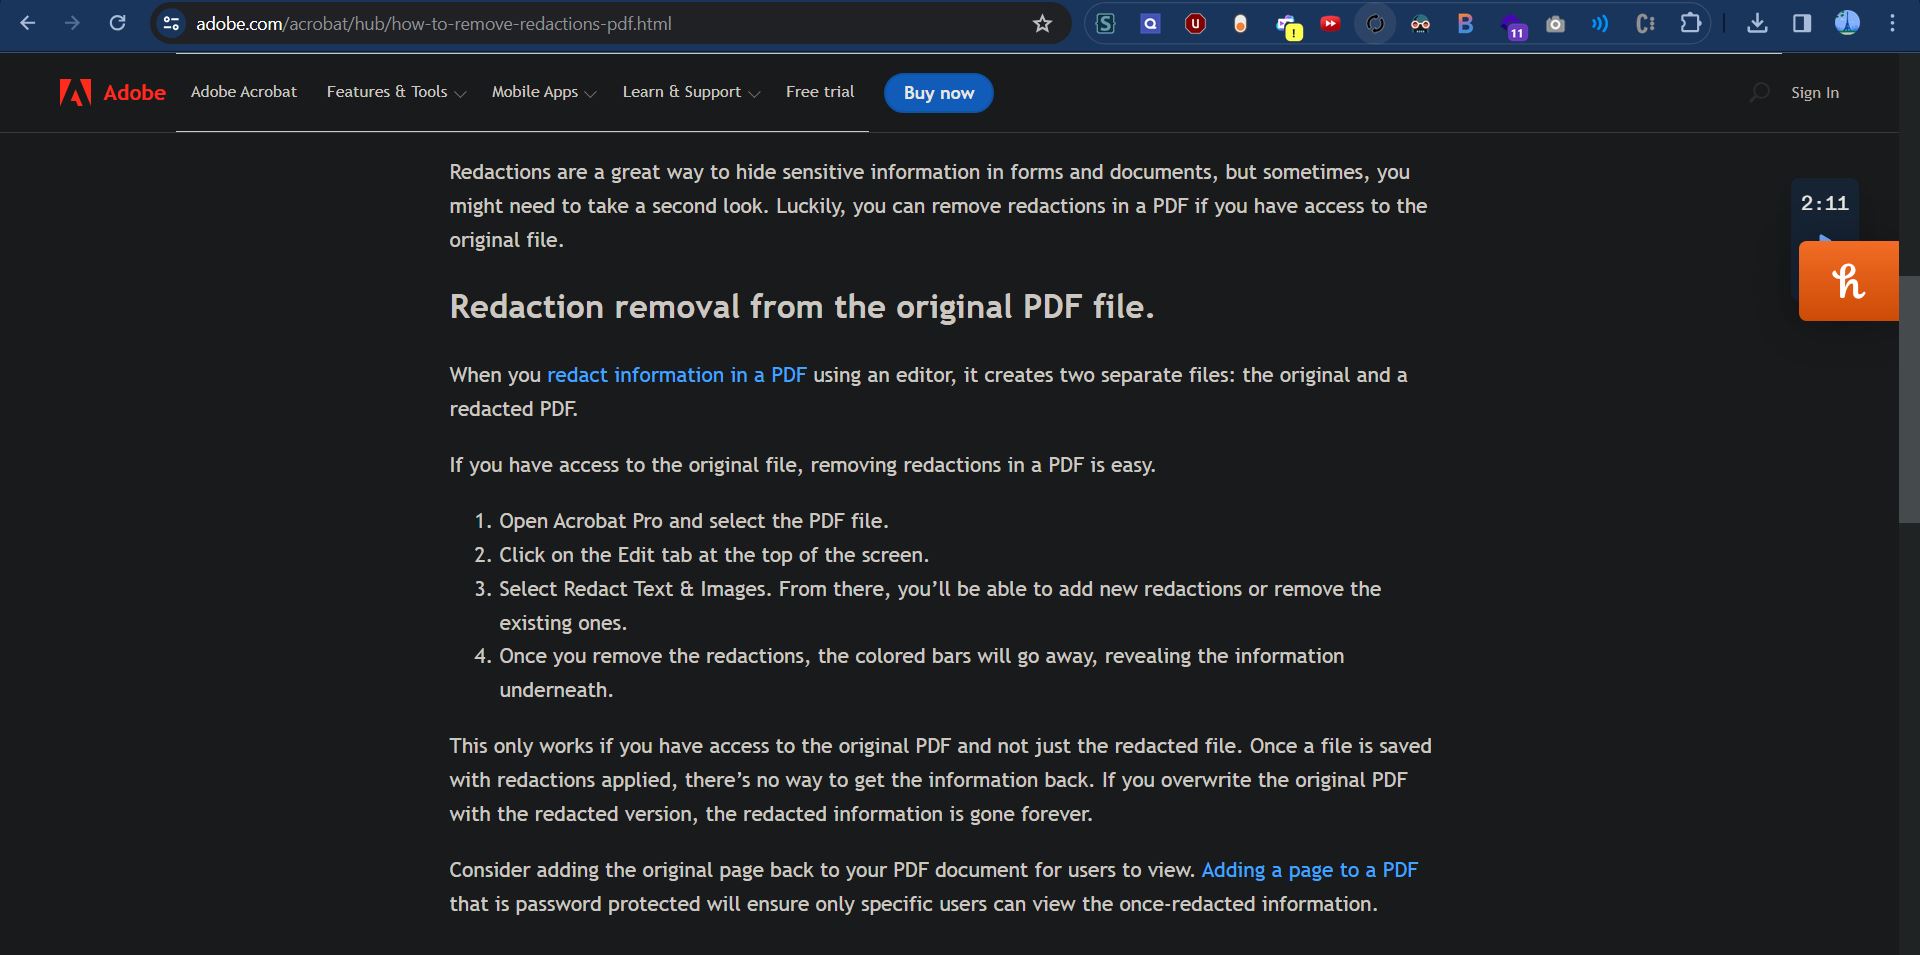 adobe.com/acrobat/hub/how-to-remove-redactions-pdf.html
11
Adobe
Adobe Acrobat
Features & Tools
Mobile Apps
Learn & Support
Free trial
Buy now
Sign In
Redactions are a great way to hide sensitive information in forms and documents, but sometimes, you
might need to take a second look. Luckily, you can remove redactions in a PDF if you have access to the
original file.
2:11
Redaction removal from the original PDF file.
When you redact information in a PDF using an editor, it creates two separate files: the original and a
redacted PDF.
If you have access to the original file, removing redactions in a PDF is easy.
1. Open Acrobat Pro and select the PDF file.
2. Click on the Edit tab at the top of the screen.
3. Select Redact Text & Images. From there, you’ll be able to add new redactions or remove the
existing ones.
4. Once you remove the redactions, the colored bars will go away, revealing the information
underneath.
This only works if you have access to the original PDF and not just the redacted file. Once a file is saved
with redactions applied, there’s no way to get the information back. If you overwrite the original PDF
with the redacted version, the redacted information is gone forever.
Consider adding the original page back to your PDF document for users to view. Adding a page to a PDF
that is password protected will ensure only specific users can view the once-redacted information.